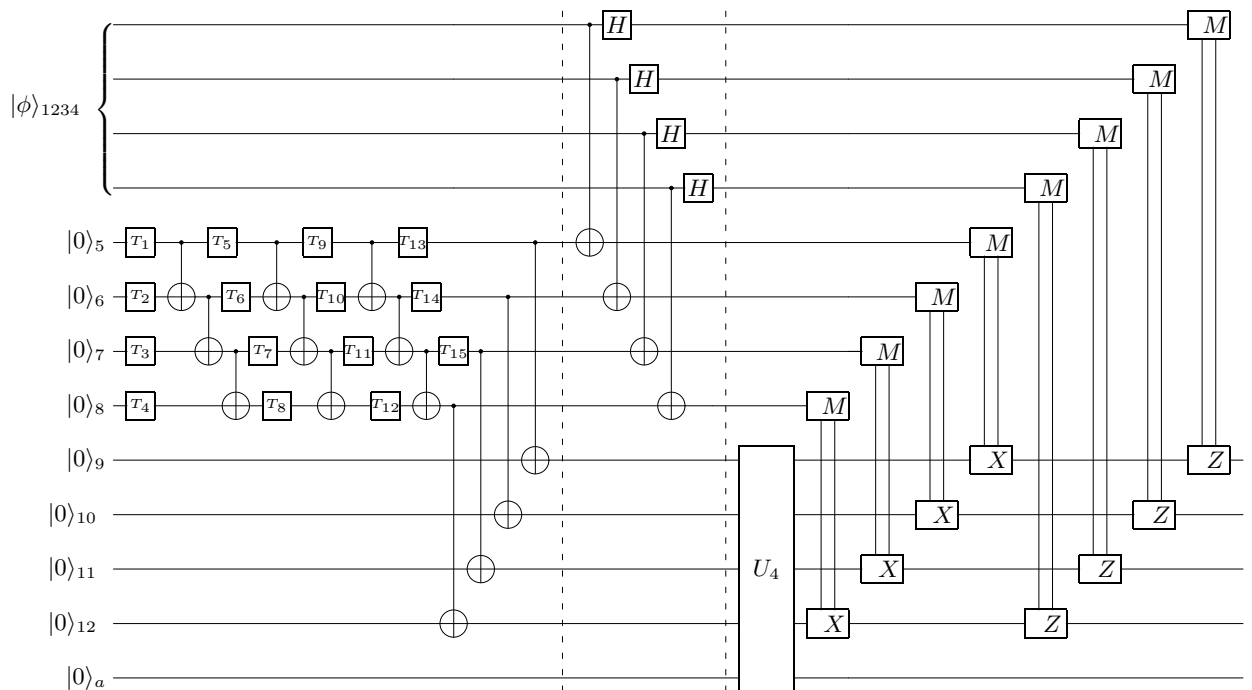 H
H
|ϕ⟩₁₂₃₄
H
H
|0⟩₅ T₁ T₅ T₉ T₁₃
|0⟩₆ T₂ T₆ T₁₀ T₁₄
|0⟩₇ T₃ T₇ T₁₁ T₁₅
|0⟩₈ T₄ T₈ T₁₂
|0⟩₉
|0⟩₁₀
|0⟩₁₁
|0⟩₁₂
|0⟩ₐ
U₄
M
M
M
M
M
M
M
M
X
X
X
X
Z
Z
Z
Z